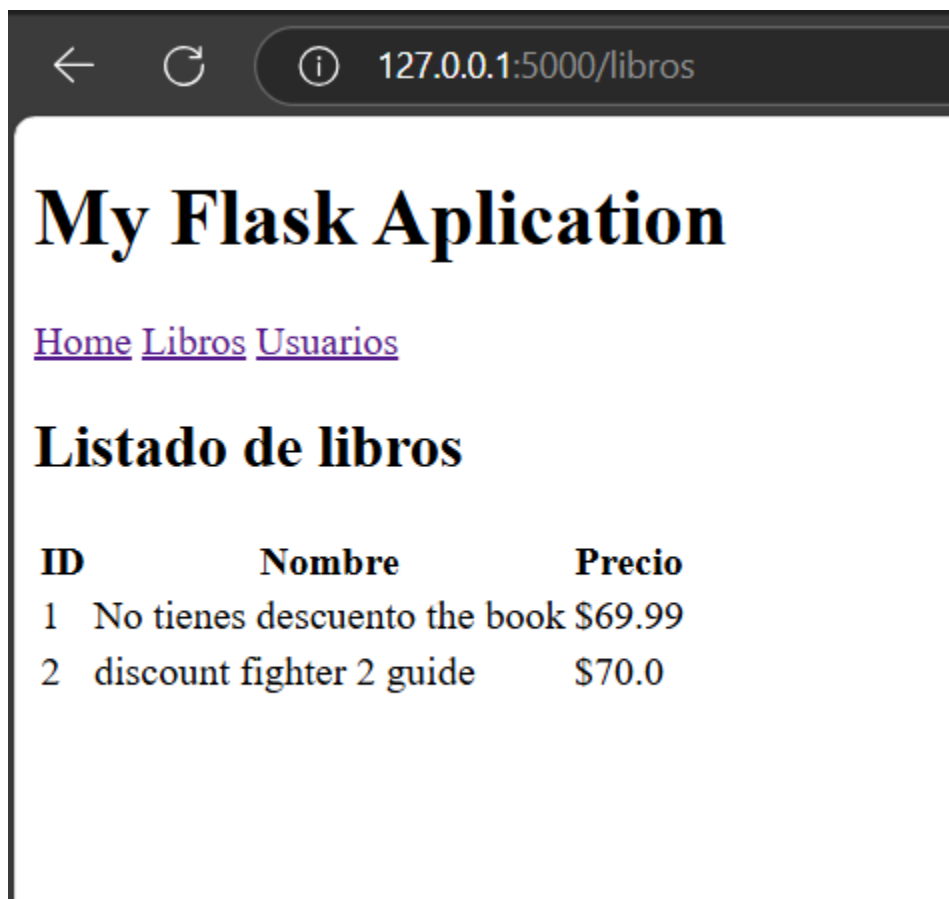 127.0.0.1:5000/libros
My Flask Aplication
Home Libros Usuarios
Listado de libros
ID Nombre Precio
1 No tienes descuento the book $69.99
2 discount fighter 2 guide $70.0